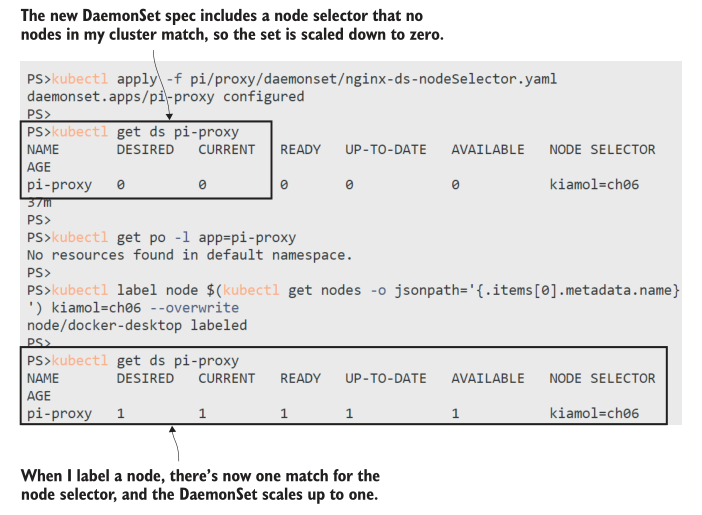 The new DaemonSet spec includes a node selector that no
nodes in my cluster match, so the set is scaled down to zero.
PS>kubectl apply -f pi/proxy/daemonset/nginx-ds-nodeSelector.yaml
daemonset.apps/pi-proxy configured
PS>
PS>kubectl get ds pi-proxy
NAME DESIRED CURRENT READY UP-TO-DATE AVAILABLE NODE SELECTOR
AGE
pi-proxy 0 0 0 0 0 kiamol=ch06
37m
PS>
PS>kubectl get po -l app=pi-proxy
No resources found in default namespace.
PS>
PS>kubectl label node $(kubectl get nodes -o jsonpath='{.items[0].metadata.name}
') kiamol=ch06 --overwrite
node/docker-desktop labeled
PS>
PS>kubectl get ds pi-proxy
NAME DESIRED CURRENT READY UP-TO-DATE AVAILABLE NODE SELECTOR
AGE
pi-proxy 1 1 1 1 1 kiamol=ch06
When I label a node, there's now one match for the
node selector, and the DaemonSet scales up to one.